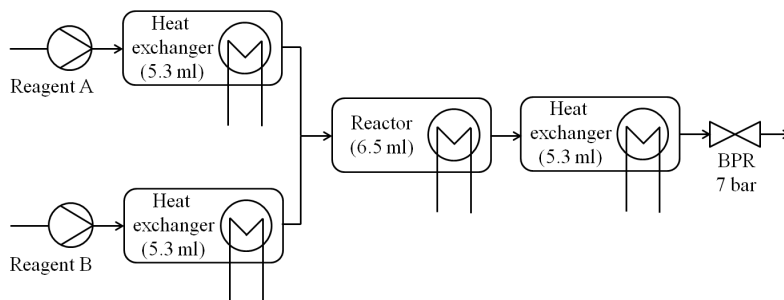 Heat
exchanger
(5.3 ml)
Reagent A
Reactor
(6.5 ml)
Heat
exchanger
(5.3 ml)
BPR
7 bar
Heat
exchanger
(5.3 ml)
Reagent B